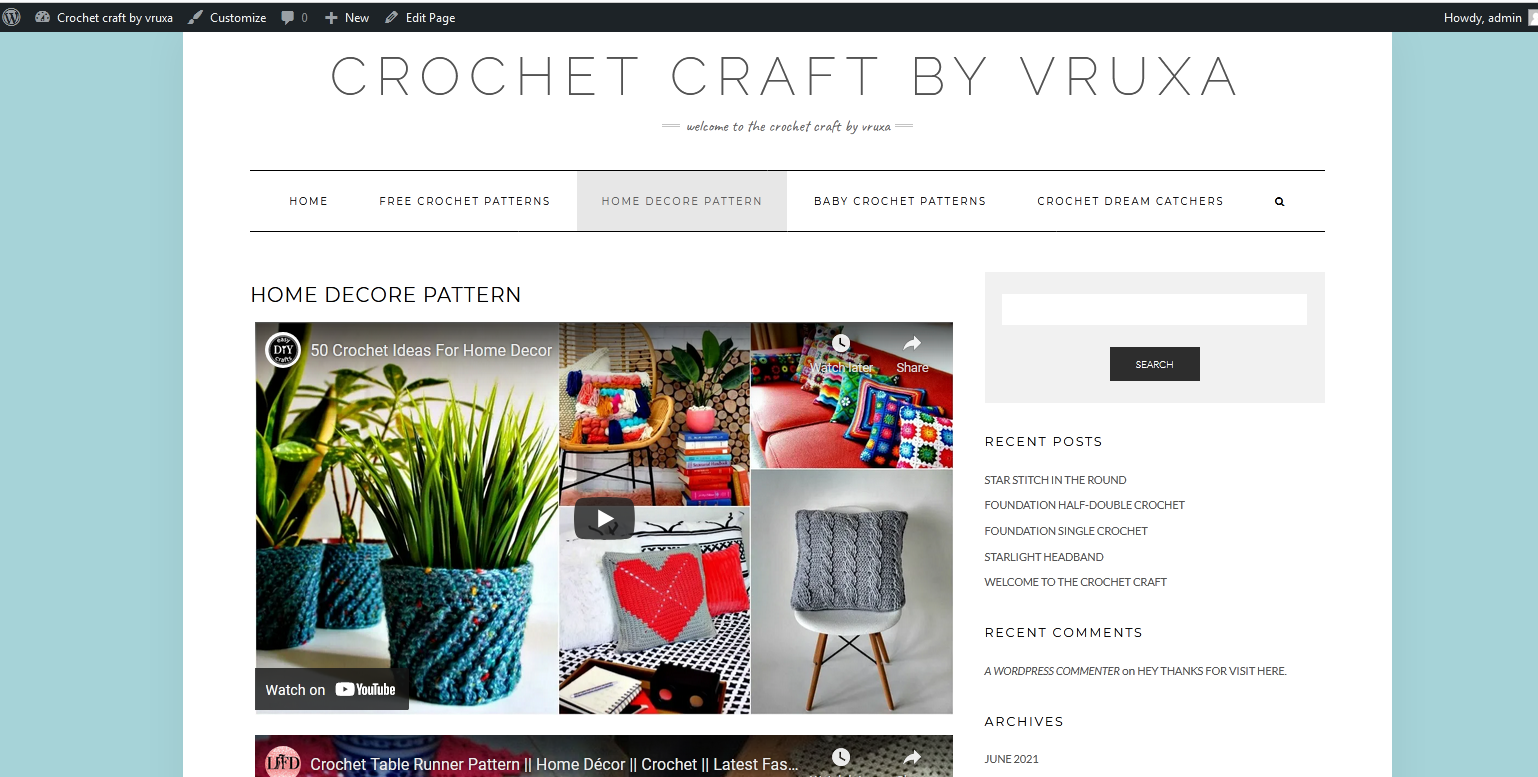 Crochet craft by vruxa Customize 0 New Edit Page Howdy, admin
CROCHET CRAFT BY VRUXA
welcome to the crochet craft by vruxa
HOME FREE CROCHET PATTERNS HOME DECORE PATTERN BABY CROCHET PATTERNS CROCHET DREAM CATCHERS
HOME DECORE PATTERN
easy DIY crafts
50 Crochet Ideas For Home Decor
Watch later Share
Watch on YouTube
LFFD
Crochet Table Runner Pattern || Home Décor || Crochet || Latest Fas...
SEARCH
RECENT POSTS
STAR STITCH IN THE ROUND
FOUNDATION HALF-DOUBLE CROCHET
FOUNDATION SINGLE CROCHET
STARLIGHT HEADBAND
WELCOME TO THE CROCHET CRAFT
RECENT COMMENTS
A WORDPRESS COMMENTER on HEY THANKS FOR VISIT HERE.
ARCHIVES
JUNE 2021